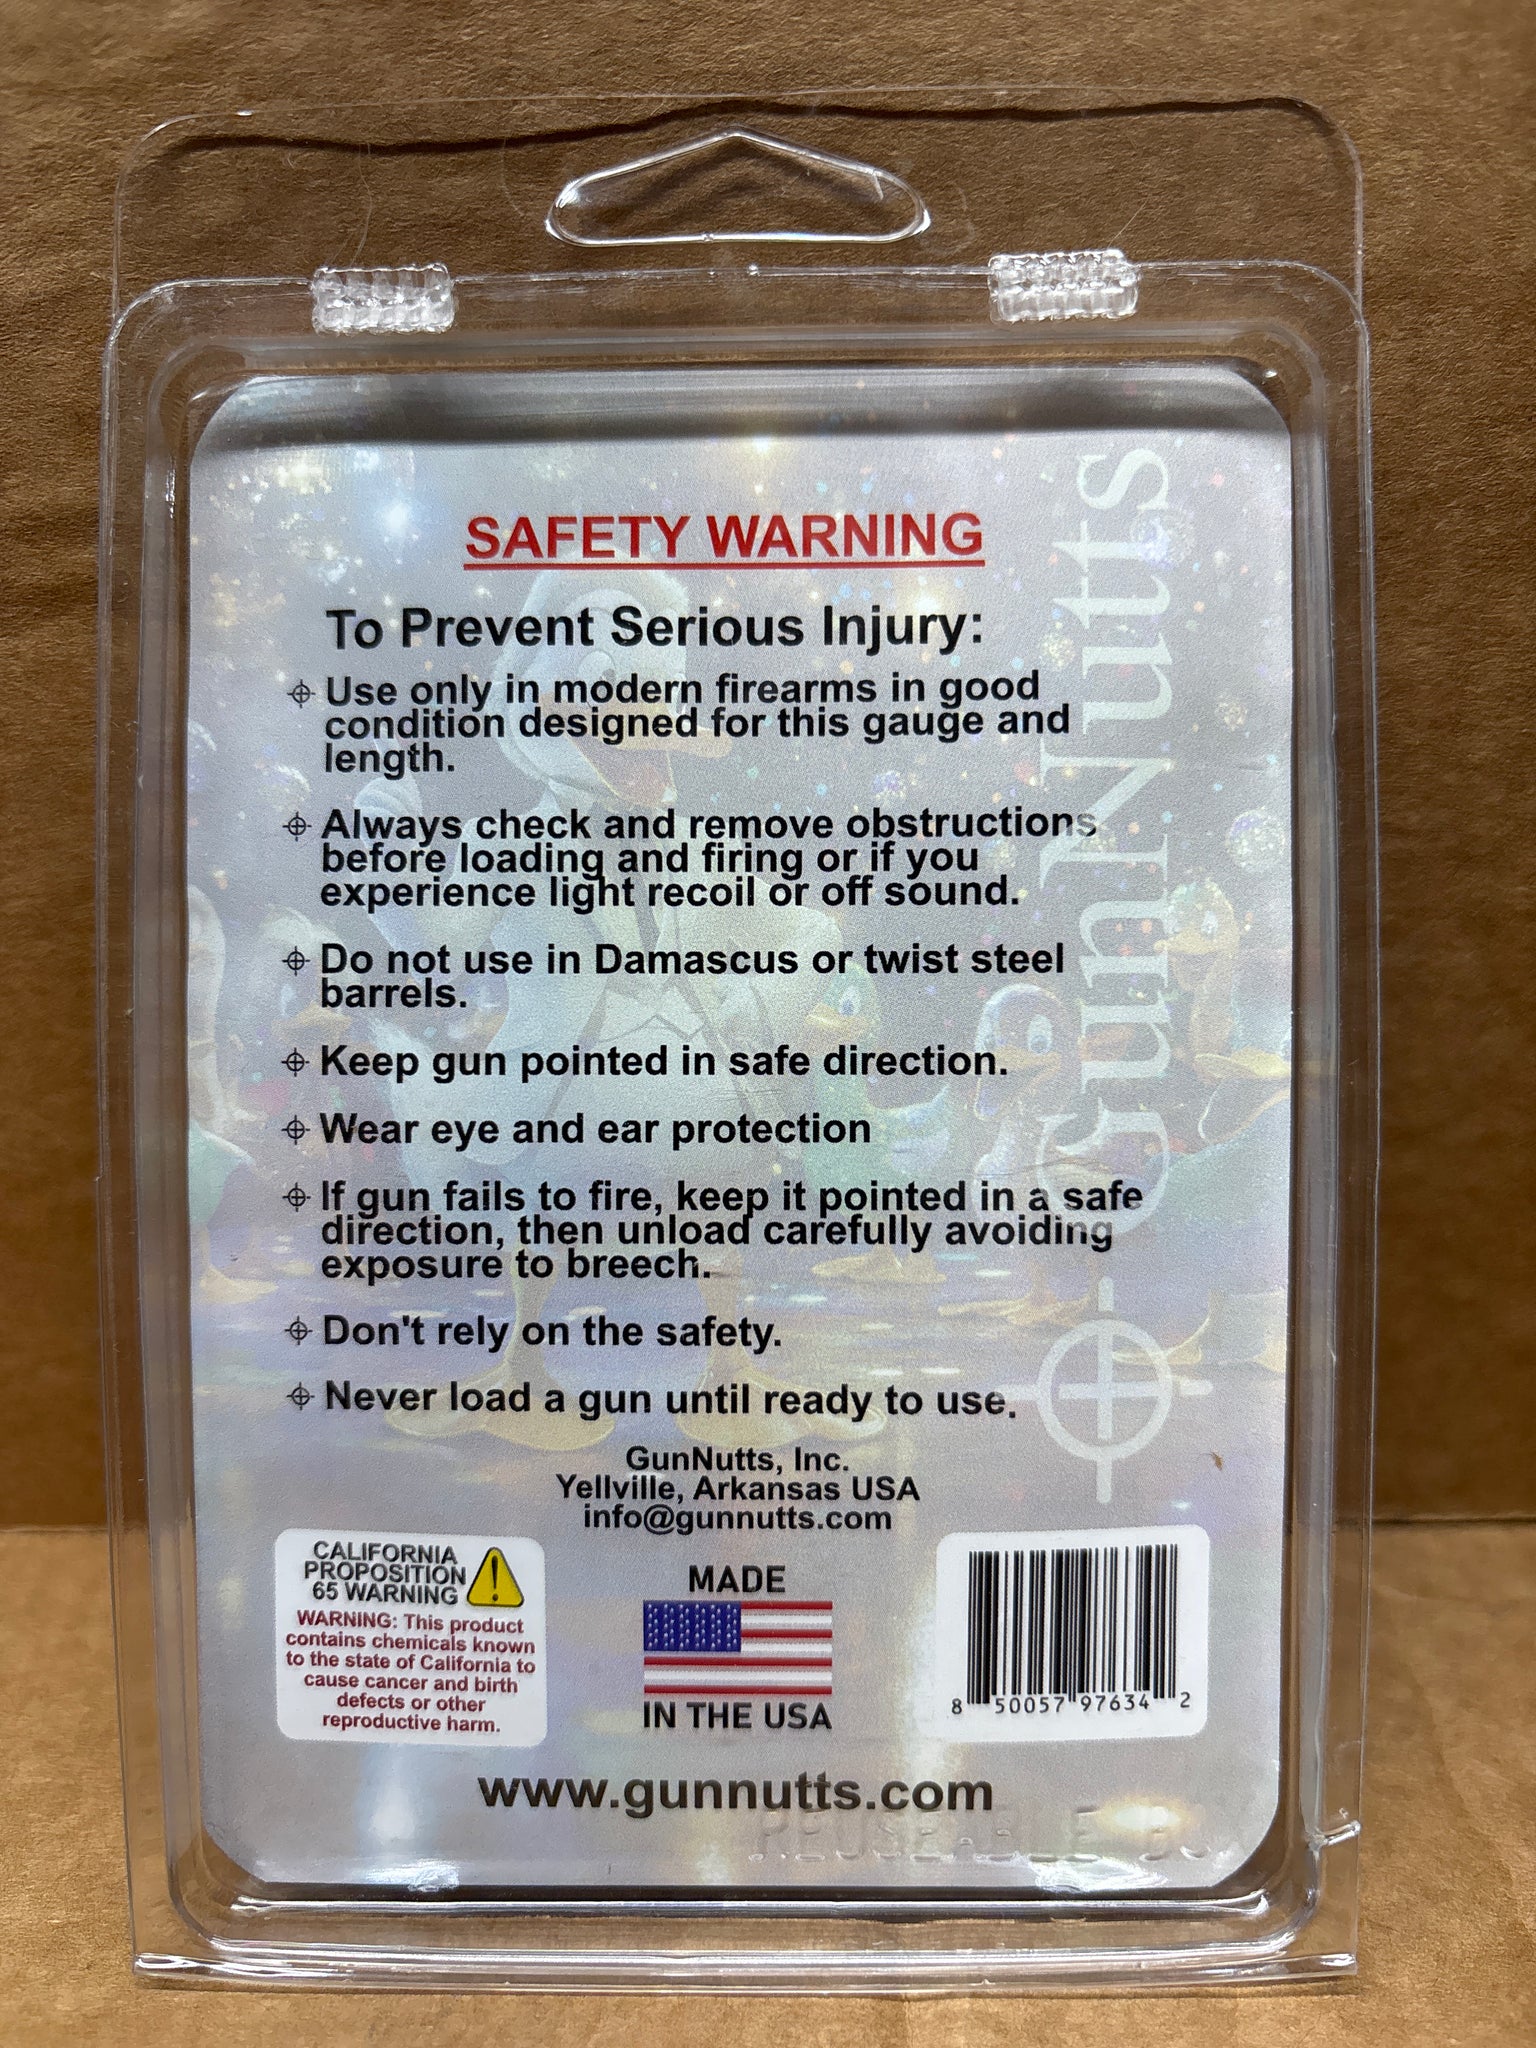 SAFETY WARNING
To Prevent Serious Injury:
Use only in modern firearms in good
condition designed for this gauge and
length.
Always check and remove obstructions
before loading and firing or if you
experience light recoil or off sound.
Do not use in Damascus or twist steel
barrels.
Keep gun pointed in safe direction.
Wear eye and ear protection
If gun fails to fire, keep it pointed in a safe
direction, then unload carefully avoiding
exposure to breech.
Don't rely on the safety.
Never load a gun until ready to use.
GunNutts
GunNutts, Inc.
Yellville, Arkansas USA
info@gunnutts.com
CALIFORNIA
PROPOSITION
65 WARNING
WARNING: This product
contains chemicals known
to the state of California to
cause cancer and birth
defects or other
reproductive harm.
MADE
IN THE USA
8 50057 97634 2
www.gunnutts.com
REUSEABLE